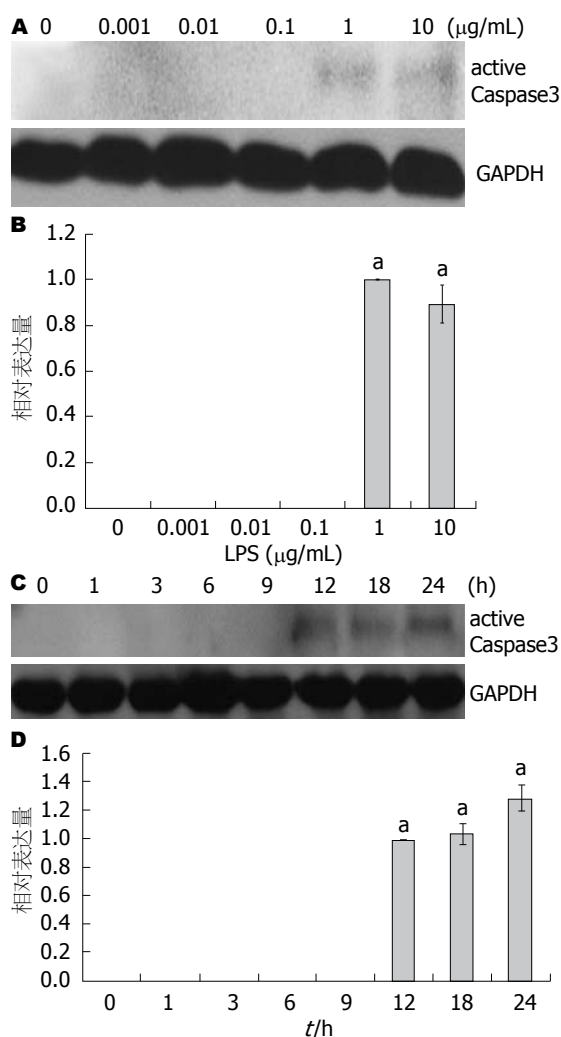 A 0 0.001 0.01 0.1 1 10 (μg/mL)
active
Caspase3
GAPDH
B
1.2
1.0
0.8
0.6
0.4
0.2
0.0
相对表达量
a a
0 0.001 0.01 0.1 1 10
LPS (μg/mL)
C 0 1 3 6 9 12 18 24 (h)
active
Caspase3
GAPDH
D
1.6
1.4
1.2
1.0
0.8
0.6
0.4
0.2
0.0
相对表达量
a a a
0 1 3 6 9 12 18 24
t/h